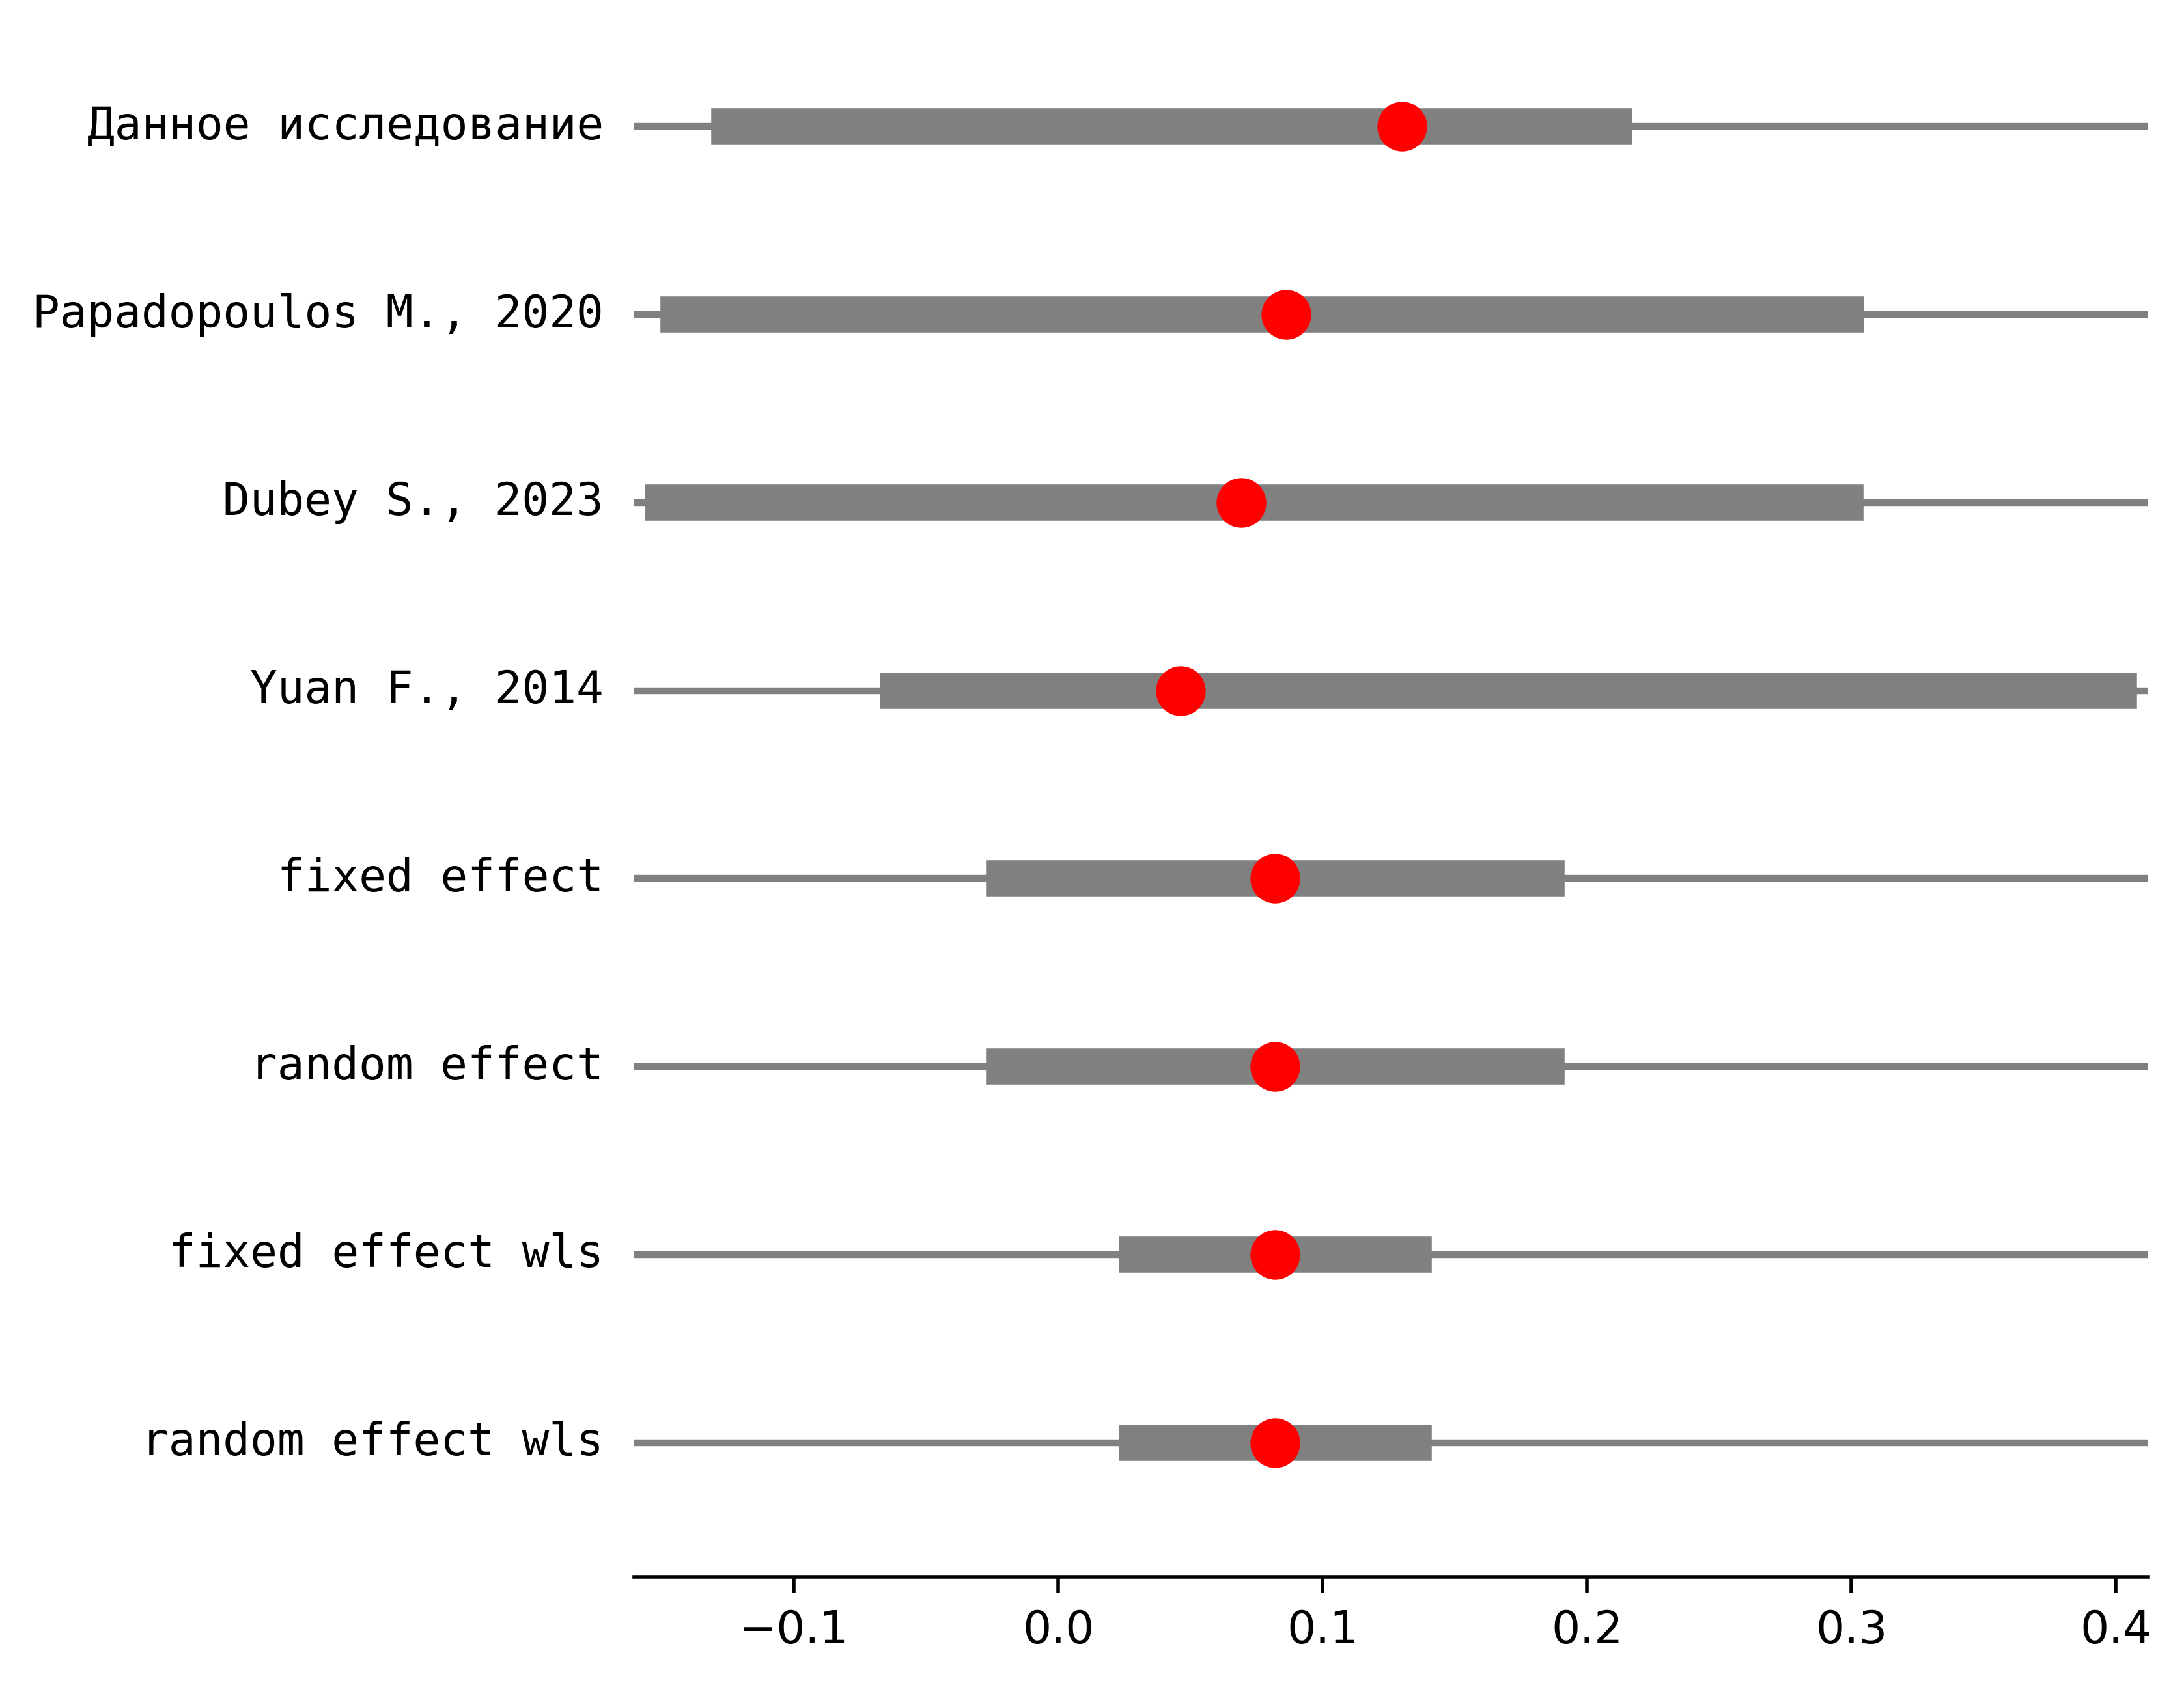 Данное исследование
Papadopoulos M., 2020
Dubey S., 2023
Yuan F., 2014
fixed effect
random effect
fixed effect wls
random effect wls
−0.1 0.0 0.1 0.2 0.3 0.4